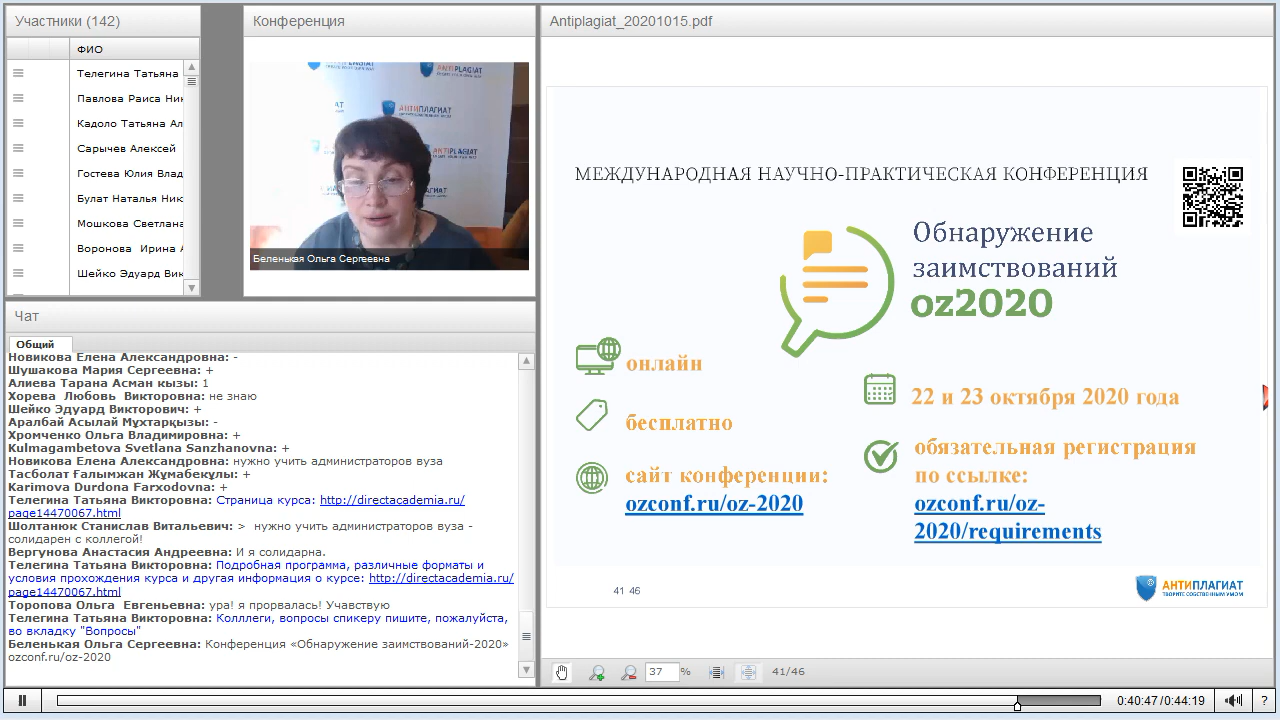 Участники (142)
ФИО
Телегина Татьяна
Павлова Раиса Ник
Кадоло Татьяна Ал
Сарычев Алексей
Гостева Юлия Влад
Булат Наталья Ник
Мошкова Светлана
Воронова  Ирина А
Шейко Эдуард Вик
Конференция
АНТИПЛАГИАТ
Беленькая Ольга Сергеевна
Чат
Общий
Новикова Елена Александровна: -
Шушакова Мария Сергеевна: +
Алиева Тарана Асман кызы: 1
Хорева  Любовь  Викторовна: не знаю
Шейко Эдуард Викторович: +
Аралбай Асылай Мұхтарқызы: -
Хромченко Ольга Владимировна: +
Kulmagambetova Svetlana Sanzhanovna: +
Новикова Елена Александровна: нужно учить администраторов вуза
Тасболат Ғалымжан Жұмабекұлы: +
Karimova Durdona Farxodovna: +
Телегина Татьяна Викторовна: Страница курса: http://directacademia.ru/
page14470067.html
Шолтанюк Станислав Витальевич: >  нужно учить администраторов вуза -
солидарен с коллегой!
Вергунова Анастасия Андреевна: И я солидарна.
Телегина Татьяна Викторовна: Подробная программа, различные форматы и
условия прохождения курса и другая информация о курсе: http://directacademia.ru/
page14470067.html
Торопова Ольга  Евгеньевна: ура! я прорвалась! Учавствую
Телегина Татьяна Викторовна: Колллеги, вопросы спикеру пишите, пожалуйста,
во вкладку "Вопросы"
Беленькая Ольга Сергеевна: Конференция «Обнаружение заимствований-2020»
ozconf.ru/oz-2020
Antiplagiat_20201015.pdf
МЕЖДУНАРОДНАЯ НАУЧНО-ПРАКТИЧЕСКАЯ КОНФЕРЕНЦИЯ
Обнаружение
заимствований
oz2020
онлайн
бесплатно
сайт конференции:
ozconf.ru/oz-2020
22 и 23 октября 2020 года
обязательная регистрация
по ссылке:
ozconf.ru/oz-
2020/requirements
41 46
АНТИПЛАГИАТ
ТВОРИТЕ СОБСТВЕННЫМ УМОМ
37 %
41/46
0:40:47/0:44:19
?